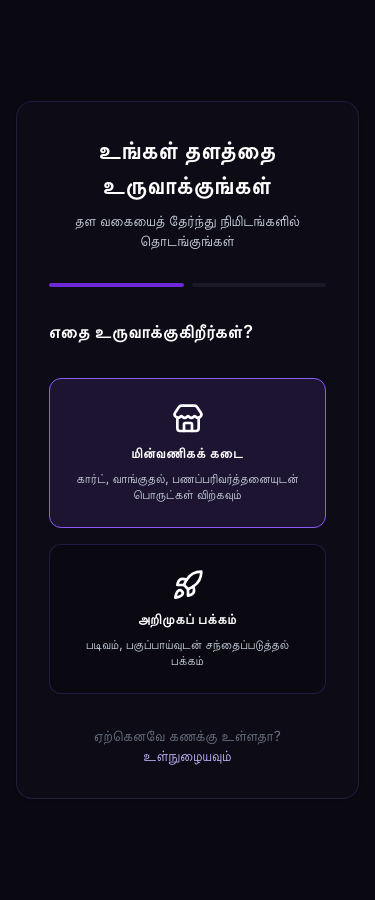 உங்கள் தளத்தை
உருவாக்குங்கள்
தள வகையைத் தேர்ந்து நிமிடங்களில்
தொடங்குங்கள்
எதை உருவாக்குகிறீர்கள்?
மின்வணிகக் கடை
கார்ட், வாங்குதல், பணப்பரிவர்த்தனையுடன்
பொருட்கள் விற்கவும்
அறிமுகப் பக்கம்
படிவம், பகுப்பாய்வுடன் சந்தைப்படுத்தல்
பக்கம்
ஏற்கெனவே கணக்கு உள்ளதா?
உள்நுழையவும்